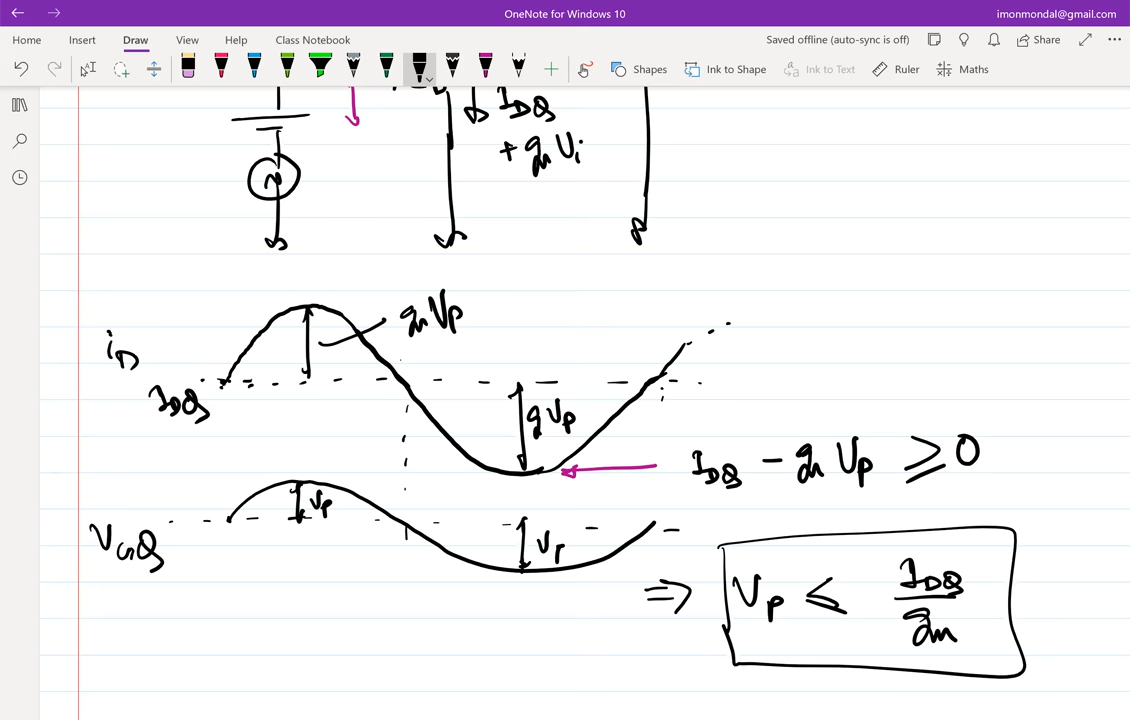 OneNote for Windows 10
imonmondal@gmail.com
Home Insert Draw View Help Class Notebook
Saved offline (auto-sync is off) Share
Shapes Ink to Shape Ink to Text Ruler Maths
I_DQ
+ g_m v_i
g_m V_p
i_D
I_DQ
g V_p
I_DQ - g_m V_p ⩾ 0
V_p
V_GSQ
V_p
⇒ V_p ≤ I_DQ / g_m